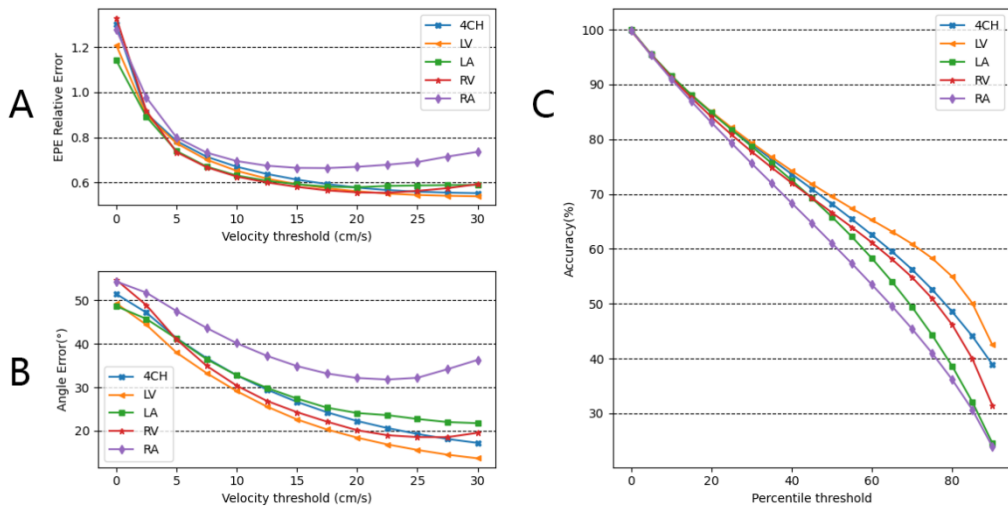 A
EPE Relative Error
1.2
1.0
0.8
0.6
4CH
LV
LA
RV
RA
0 5 10 15 20 25 30
Velocity threshold (cm/s)
B
Angle Error(°)
50
40
30
20
4CH
LV
LA
RV
RA
0 5 10 15 20 25 30
Velocity threshold (cm/s)
C
Accuracy(%)
100
90
80
70
60
50
40
30
4CH
LV
LA
RV
RA
0 20 40 60 80
Percentile threshold